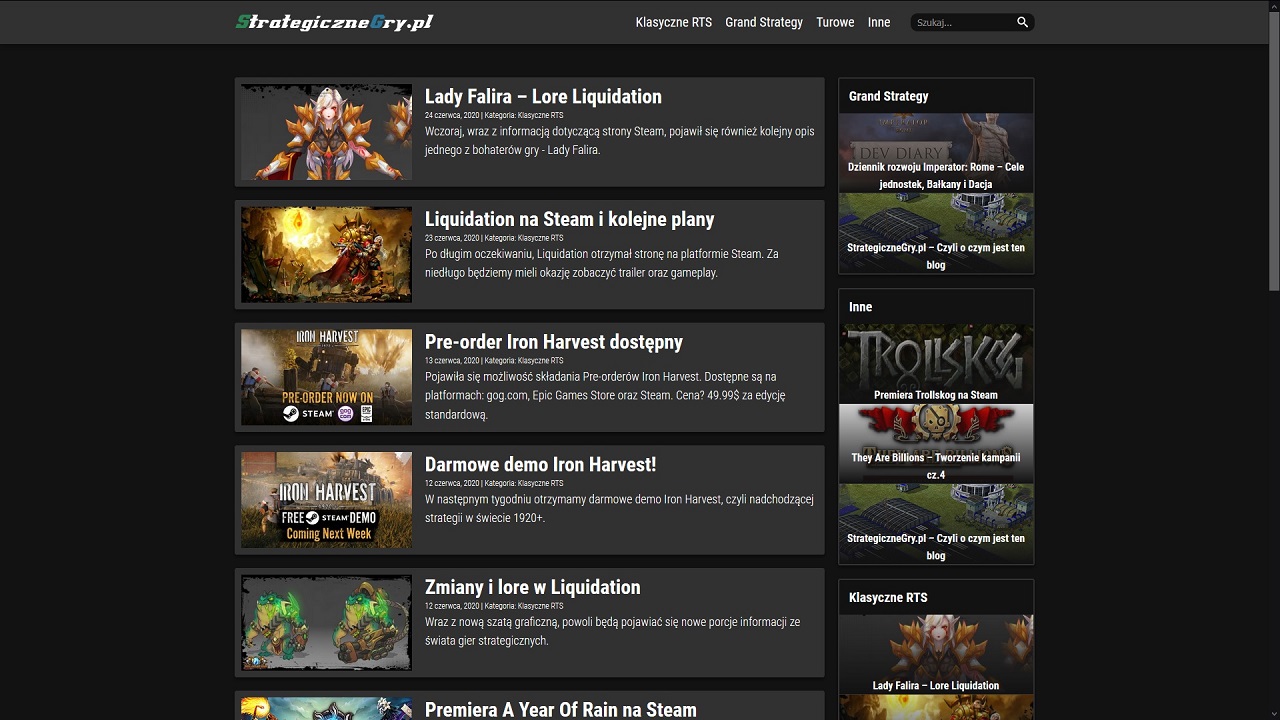 StrategiczneGry.pl
Klasyczne RTS
Grand Strategy
Turowe
Inne
Szukaj...
Lady Falira – Lore Liquidation
24 czerwca, 2020 | Kategoria: Klasyczne RTS
Wczoraj, wraz z informacją dotyczącą strony Steam, pojawił się również kolejny opis
jednego z bohaterów gry - Lady Falira.
Liquidation na Steam i kolejne plany
23 czerwca, 2020 | Kategoria: Klasyczne RTS
Po długim oczekiwaniu, Liquidation otrzymał stronę na platformie Steam. Za
niedługo będziemy mieli okazję zobaczyć trailer oraz gameplay.
IRON HARVEST
PRE-ORDER NOW ON
STEAM
gog
com
EPIC
GAMES
Pre-order Iron Harvest dostępny
13 czerwca, 2020 | Kategoria: Klasyczne RTS
Pojawiła się możliwość składania Pre-orderów Iron Harvest. Dostępne są na
platformach: gog.com, Epic Games Store oraz Steam. Cena? 49.99$ za edycję
standardową.
IRON HARVEST
FREE STEAM DEMO
Coming Next Week
Darmowe demo Iron Harvest!
12 czerwca, 2020 | Kategoria: Klasyczne RTS
W następnym tygodniu otrzymamy darmowe demo Iron Harvest, czyli nadchodzącej
strategii w świecie 1920+.
Zmiany i lore w Liquidation
12 czerwca, 2020 | Kategoria: Klasyczne RTS
Wraz z nową szatą graficzną, powoli będą pojawiać się nowe porcje informacji ze
świata gier strategicznych.
Premiera A Year Of Rain na Steam
Grand Strategy
DEV DIARY
Dziennik rozwoju Imperator: Rome – Cele
jednostek, Bałkany i Dacja
StrategiczneGry.pl – Czyli o czym jest ten
blog
Inne
TROLLSKOG
Premiera Trollskog na Steam
They Are Billions – Tworzenie kampanii
cz.4
StrategiczneGry.pl – Czyli o czym jest ten
blog
Klasyczne RTS
Lady Falira – Lore Liquidation